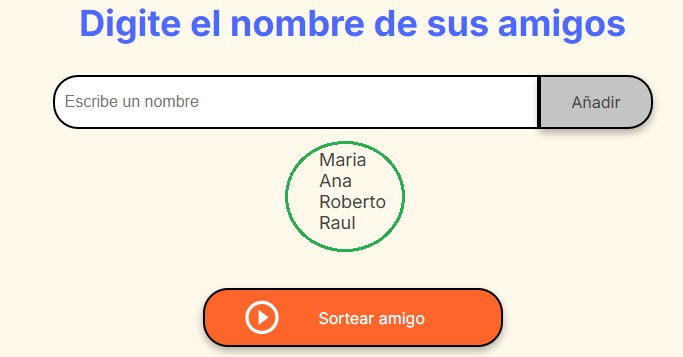 Digite el nombre de sus amigos
Escribe un nombre
Añadir
Maria
Ana
Roberto
Raul
Sortear amigo